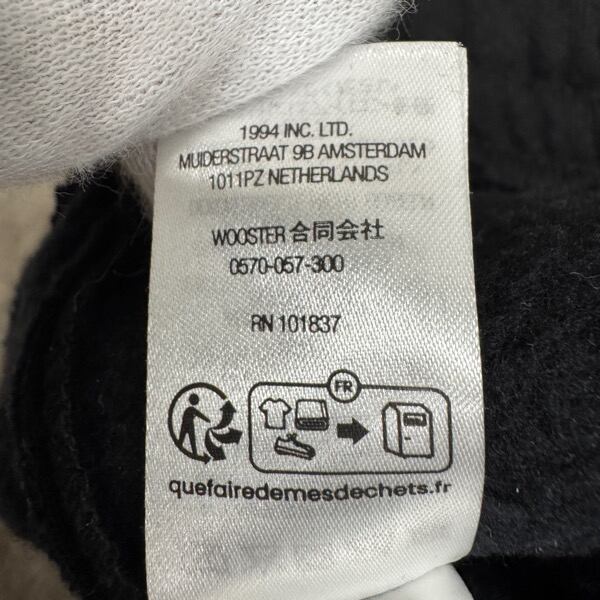 1994 INC. LTD.
MUIDERSTRAAT 9B AMSTERDAM
1011PZ NETHERLANDS
WOOSTER 合同会社
0570-057-300
RN 101837
FR
quefairedemesdechets.fr